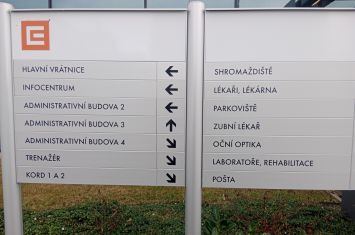 HLAVNÍ VRÁTNICE
INFOCENTRUM
ADMINISTRATIVNÍ BUDOVA 2
ADMINISTRATIVNÍ BUDOVA 3
ADMINISTRATIVNÍ BUDOVA 4
TRENAŽÉR
KORD 1 A 2
SHROMAŽDIŠTĚ
LÉKAŘI, LÉKÁRNA
PARKOVIŠTĚ
ZUBNÍ LÉKAŘ
OČNÍ OPTIKA
LABORATOŘE, REHABILITACE
POŠTA